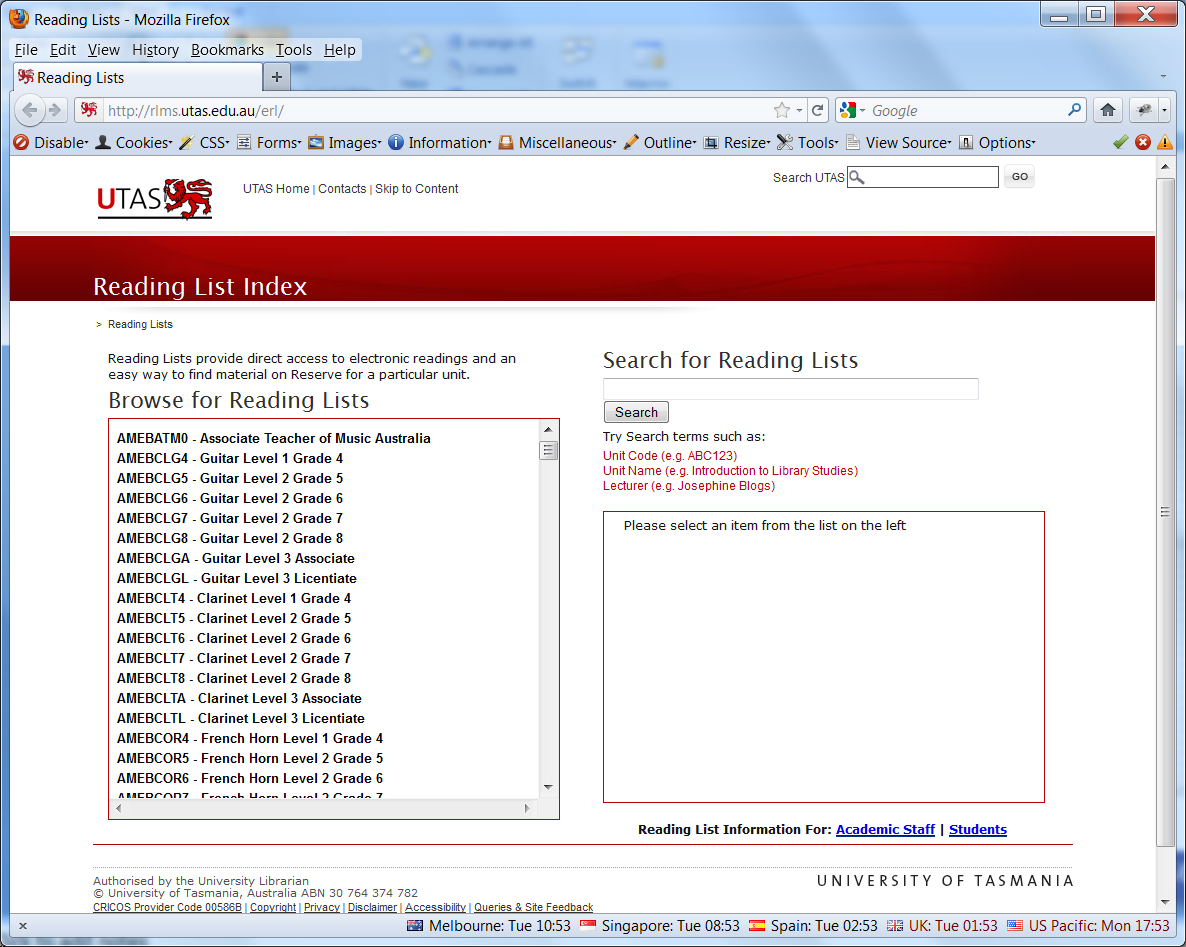 Reading Lists - Mozilla Firefox
File Edit View History Bookmarks Tools Help
Reading Lists
http://rlms.utas.edu.au/erl/
Google
Disable Cookies CSS Forms Images Information Miscellaneous Outline Resize Tools View Source Options
UTAS
UTAS Home | Contacts | Skip to Content
Search UTAS
GO
Reading List Index
> Reading Lists
Reading Lists provide direct access to electronic readings and an
easy way to find material on Reserve for a particular unit.
Browse for Reading Lists
AMEBATM0 - Associate Teacher of Music Australia
AMEBCLG4 - Guitar Level 1 Grade 4
AMEBCLG5 - Guitar Level 2 Grade 5
AMEBCLG6 - Guitar Level 2 Grade 6
AMEBCLG7 - Guitar Level 2 Grade 7
AMEBCLG8 - Guitar Level 2 Grade 8
AMEBCLGA - Guitar Level 3 Associate
AMEBCLGL - Guitar Level 3 Licentiate
AMEBCLT4 - Clarinet Level 1 Grade 4
AMEBCLT5 - Clarinet Level 2 Grade 5
AMEBCLT6 - Clarinet Level 2 Grade 6
AMEBCLT7 - Clarinet Level 2 Grade 7
AMEBCLT8 - Clarinet Level 2 Grade 8
AMEBCLTA - Clarinet Level 3 Associate
AMEBCLTL - Clarinet Level 3 Licentiate
AMEBCOR4 - French Horn Level 1 Grade 4
AMEBCOR5 - French Horn Level 2 Grade 5
AMEBCOR6 - French Horn Level 2 Grade 6
AMEBCOR7 - French Horn Level 2 Grade 7
Search for Reading Lists
Search
Try Search terms such as:
Unit Code (e.g. ABC123)
Unit Name (e.g. Introduction to Library Studies)
Lecturer (e.g. Josephine Blogs)
Please select an item from the list on the left
Reading List Information For: Academic Staff | Students
Authorised by the University Librarian
© University of Tasmania, Australia ABN 30 764 374 782
CRICOS Provider Code 00586B | Copyright | Privacy | Disclaimer | Accessibility | Queries & Site Feedback
UNIVERSITY OF TASMANIA
Melbourne: Tue 10:53 Singapore: Tue 08:53 Spain: Tue 02:53 UK: Tue 01:53 US Pacific: Mon 17:53